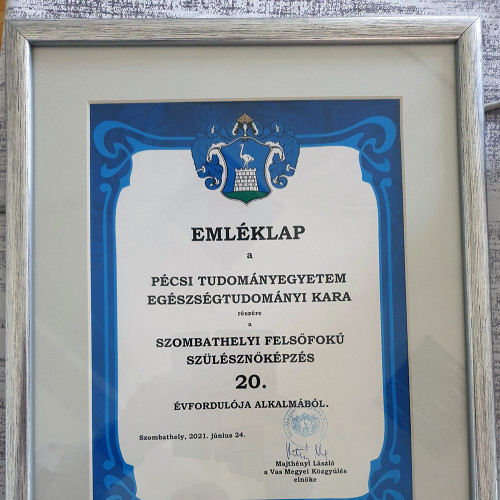 EMLÉKLAP
a
PÉCSI TUDOMÁNYEGYETEM
EGÉSZSÉGTUDOMÁNYI KARA
részére
a
SZOMBATHELYI FELSŐFOKÚ
SZÜLÉSZNŐKÉPZÉS
20.
ÉVFORDULÓJA ALKALMÁBÓL.
Szombathely, 2021. június 24.
Majthényi László
a Vas Megyei Közgyűlés
elnöke